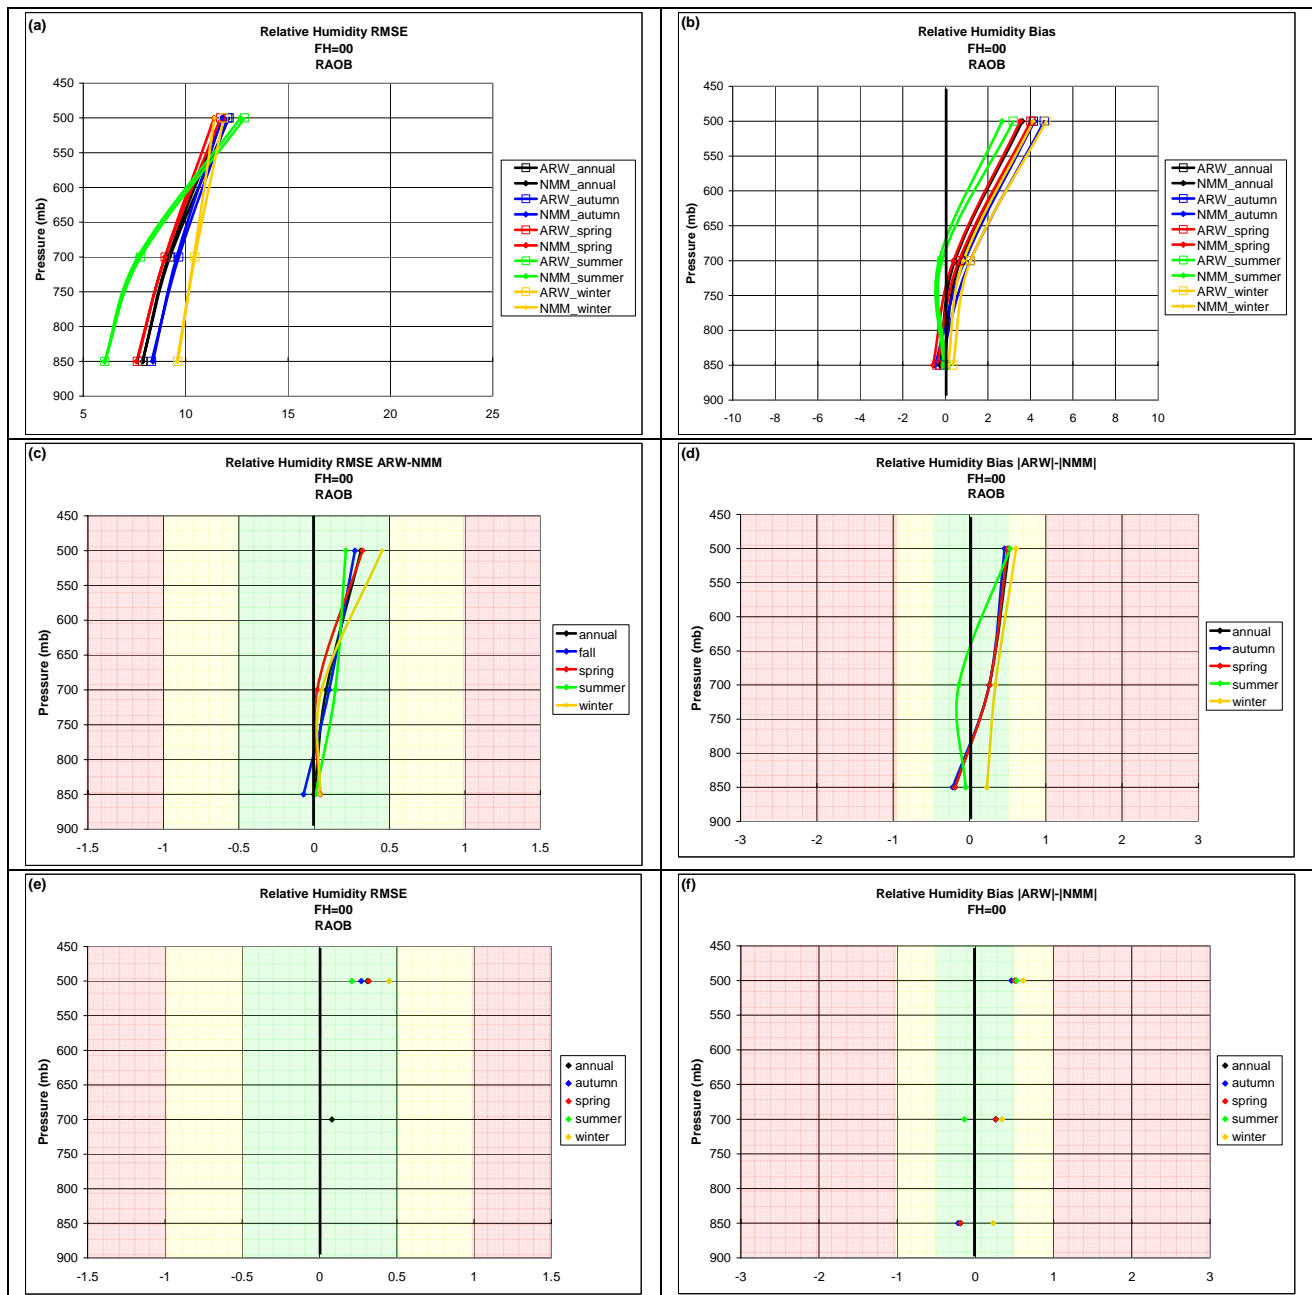 (a)
Relative Humidity RMSE
FH=00
RAOB
Pressure (mb)
450
500
550
600
650
700
750
800
850
900
5
10
15
20
25
ARW_annual
NMM_annual
ARW_autumn
NMM_autumn
ARW_spring
NMM_spring
ARW_summer
NMM_summer
ARW_winter
NMM_winter
(b)
Relative Humidity Bias
FH=00
RAOB
Pressure (mb)
450
500
550
600
650
700
750
800
850
900
-10
-8
-6
-4
-2
0
2
4
6
8
10
ARW_annual
NMM_annual
ARW_autumn
NMM_autumn
ARW_spring
NMM_spring
ARW_summer
NMM_summer
ARW_winter
NMM_winter
(c)
Relative Humidity RMSE ARW-NMM
FH=00
RAOB
Pressure (mb)
450
500
550
600
650
700
750
800
850
900
-1.5
-1
-0.5
0
0.5
1
1.5
annual
fall
spring
summer
winter
(d)
Relative Humidity Bias |ARW|-|NMM|
FH=00
RAOB
Pressure (mb)
450
500
550
600
650
700
750
800
850
900
-3
-2
-1
0
1
2
3
annual
autumn
spring
summer
winter
(e)
Relative Humidity RMSE
FH=00
RAOB
Pressure (mb)
450
500
550
600
650
700
750
800
850
900
-1.5
-1
-0.5
0
0.5
1
1.5
annual
autumn
spring
summer
winter
(f)
Relative Humidity Bias |ARW|-|NMM|
FH=00
Pressure (mb)
450
500
550
600
650
700
750
800
850
900
-3
-2
-1
0
1
2
3
annual
autumn
spring
summer
winter